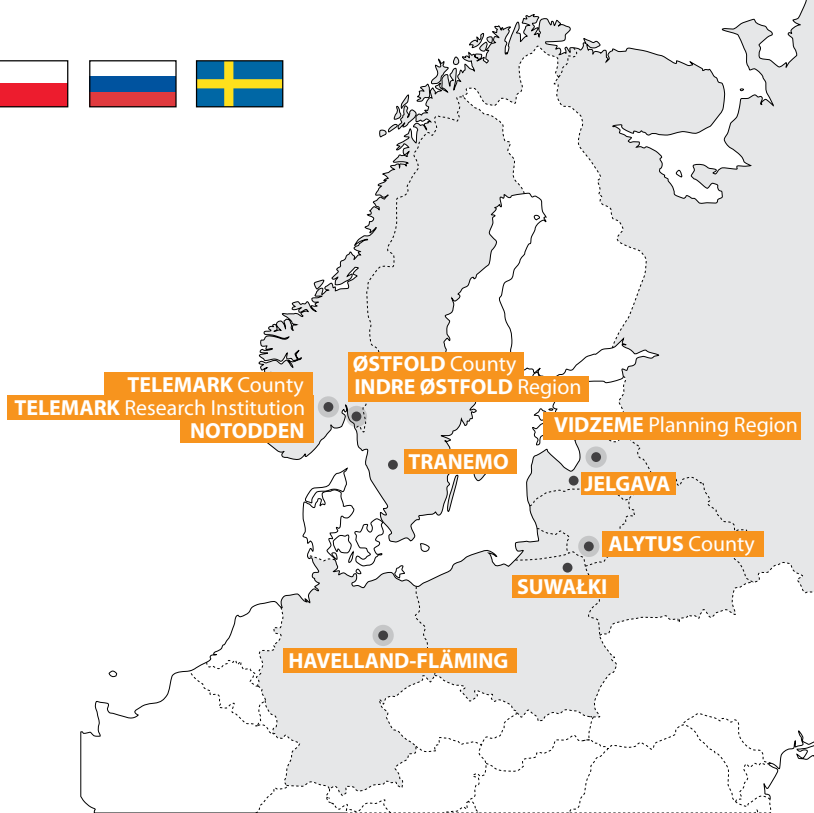 ØSTFOLD County
INDRE ØSTFOLD Region
TELEMARK County
TELEMARK Research Institution
NOTODDEN
VIDZEME Planning Region
TRANEMO
JELGAVA
ALYTUS County
SUWAŁKI
HAVELLAND-FLÄMING